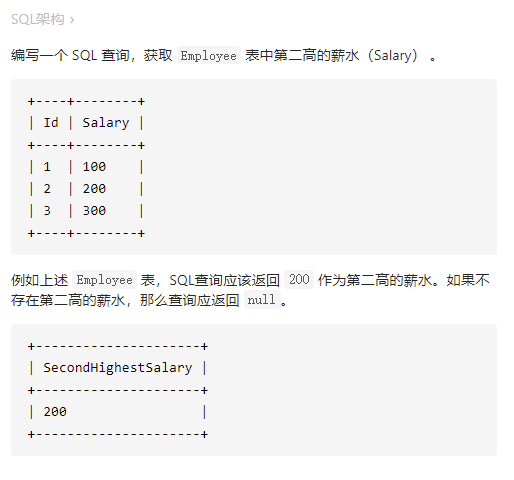 SQL架构 ›
编写一个 SQL 查询，获取 Employee 表中第二高的薪水（Salary） 。
+----+--------+
| Id | Salary |
+----+--------+
| 1  | 100    |
| 2  | 200    |
| 3  | 300    |
+----+--------+
例如上述 Employee 表，SQL查询应该返回 200 作为第二高的薪水。如果不
存在第二高的薪水，那么查询应返回 null 。
+---------------------+
| SecondHighestSalary |
+---------------------+
| 200                 |
+---------------------+